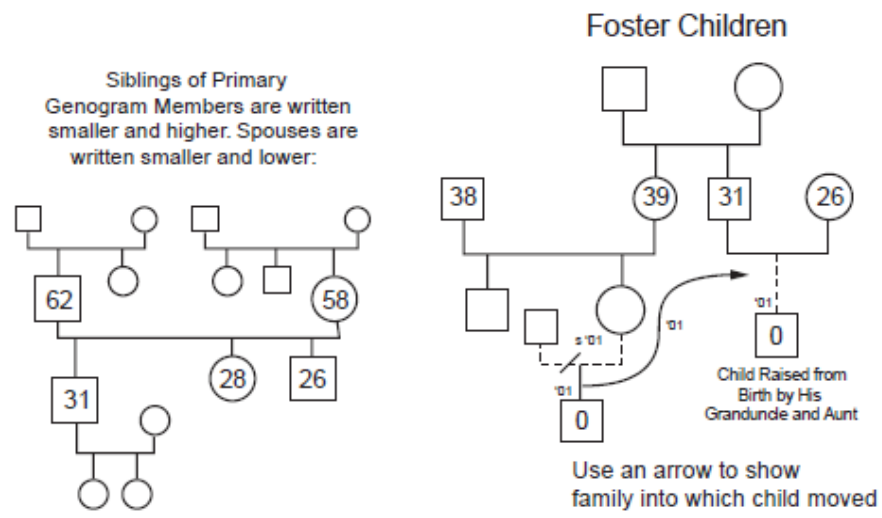 Foster Children
Siblings of Primary
Genogram Members are written
smaller and higher. Spouses are
written smaller and lower:
62
58
31
28
26
38
39
31
26
s '01
'01
'01
0
'01
0
Child Raised from
Birth by His
Granduncle and Aunt
Use an arrow to show
family into which child moved